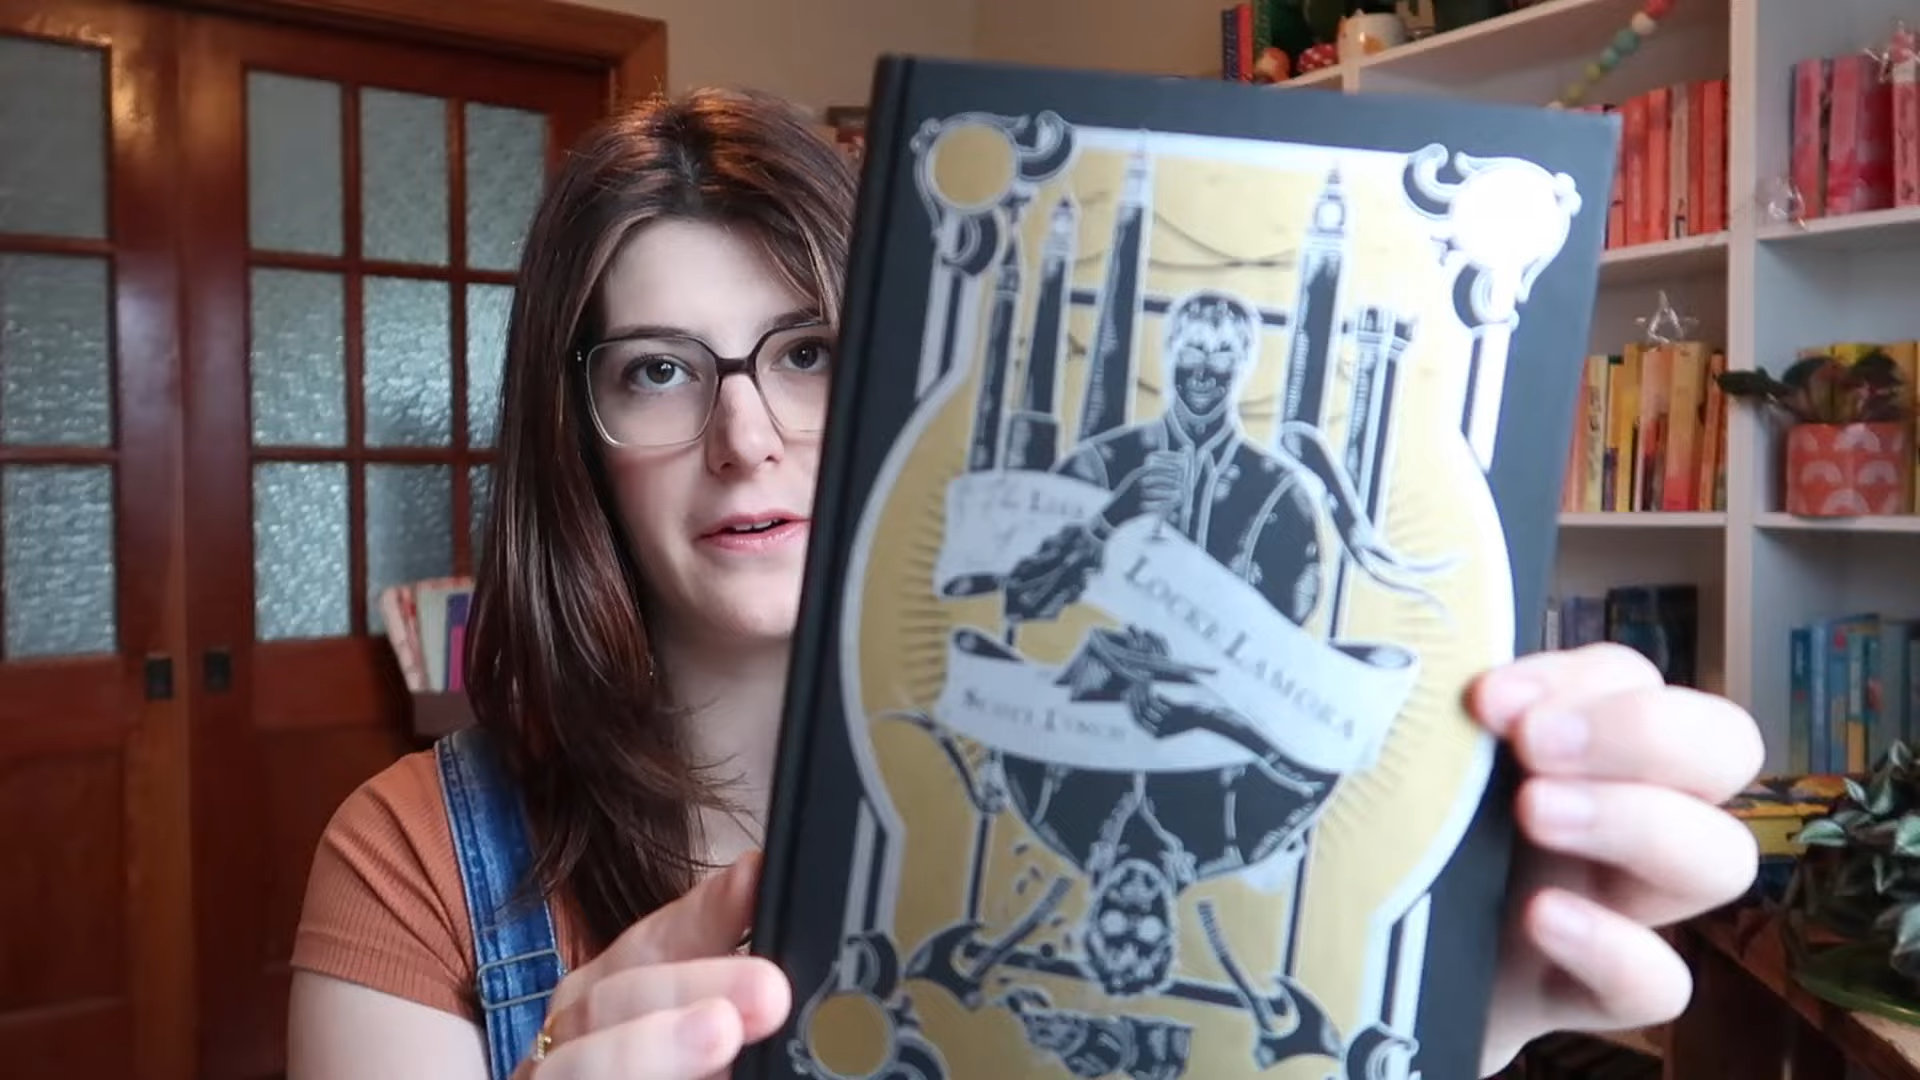 The Lies
of
Locke Lamora
Scott Lynch